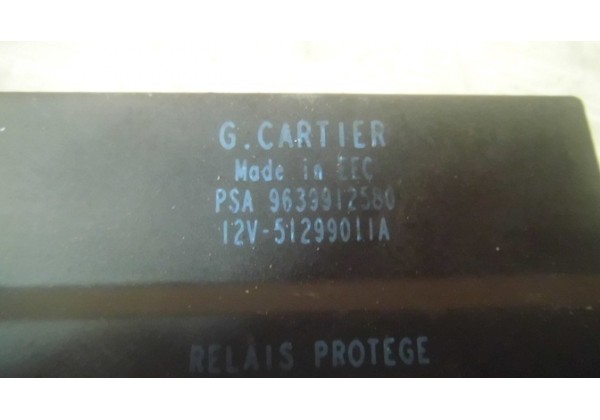 G.CARTIER
Made in EEC
PSA 9639912580
12V-51299011A
RELAIS PROTEGE